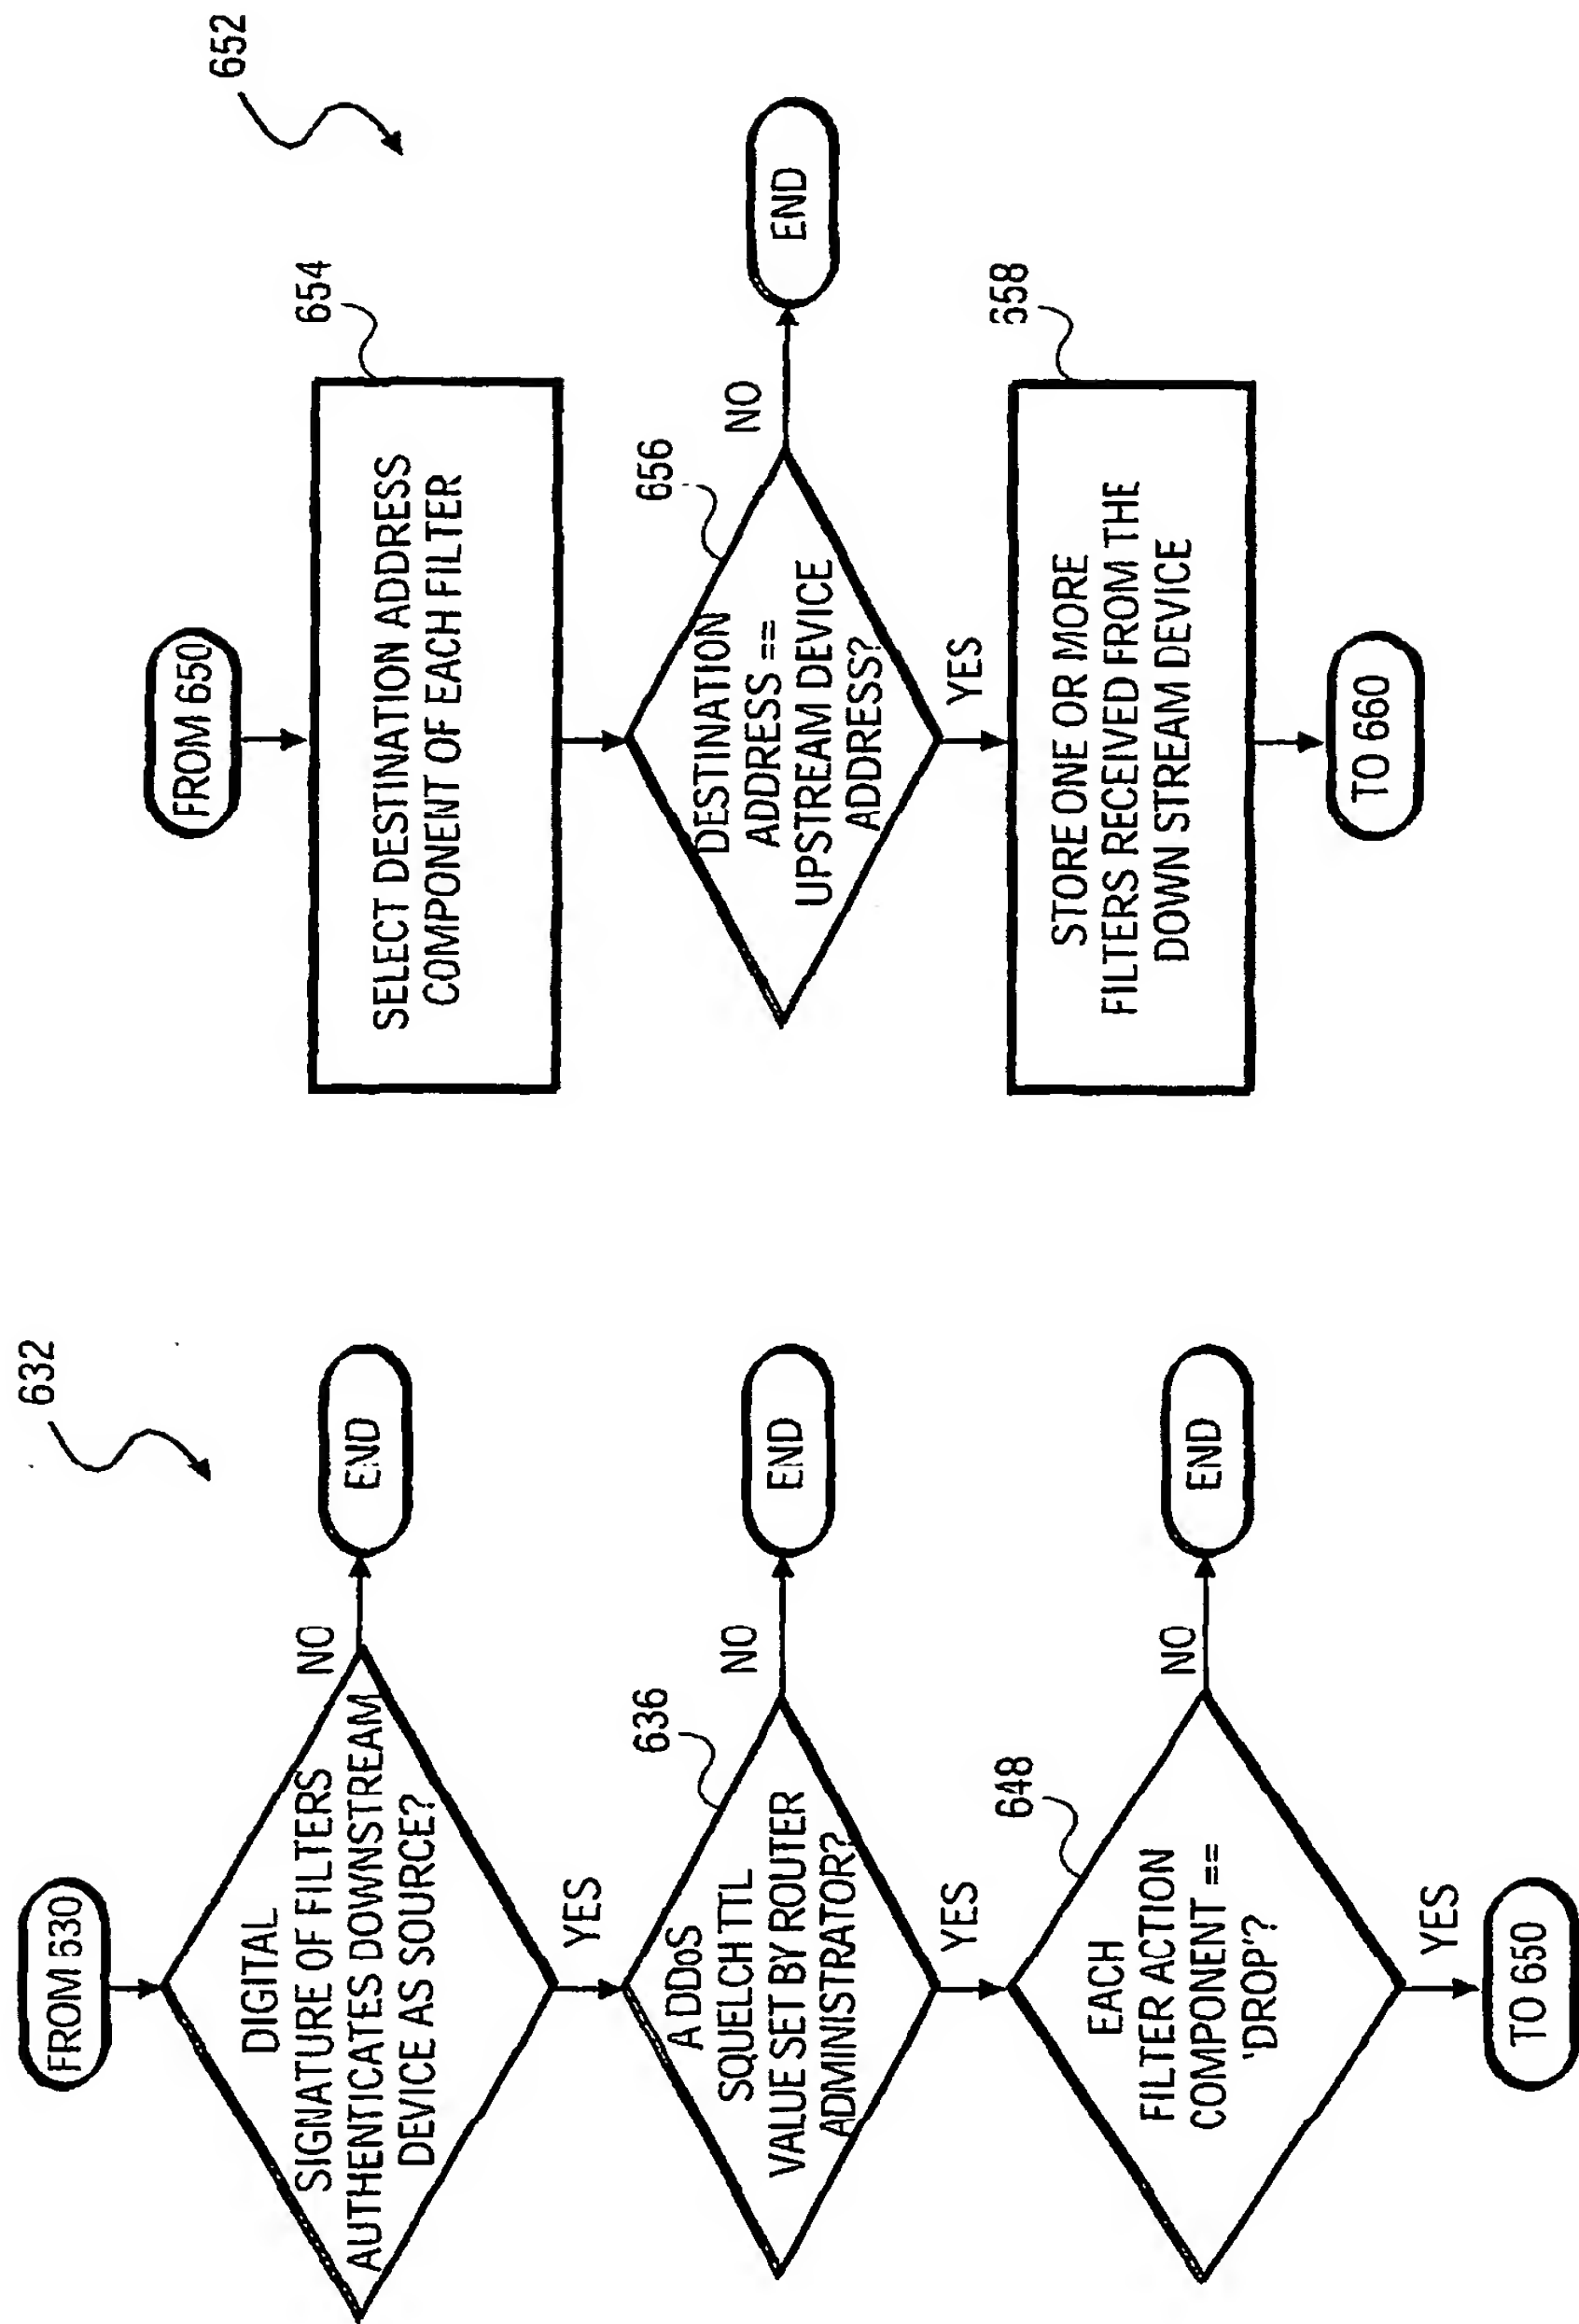 632
FROM 630
DIGITAL
SIGNATURE OF FILTERS
AUTHENTICATES DOWNSTREAM
DEVICE AS SOURCE?
NO
END
YES
636
A DDoS
SQUELCH TTL
VALUE SET BY ROUTER
ADMINISTRATOR?
NO
END
YES
648
EACH
FILTER ACTION
COMPONENT ==
'DROP'?
NO
END
YES
TO 650
652
FROM 650
654
SELECT DESTINATION ADDRESS
COMPONENT OF EACH FILTER
656
DESTINATION
ADDRESS ==
UPSTREAM DEVICE
ADDRESS?
NO
END
YES
658
STORE ONE OR MORE
FILTERS RECEIVED FROM THE
DOWN STREAM DEVICE
TO 660